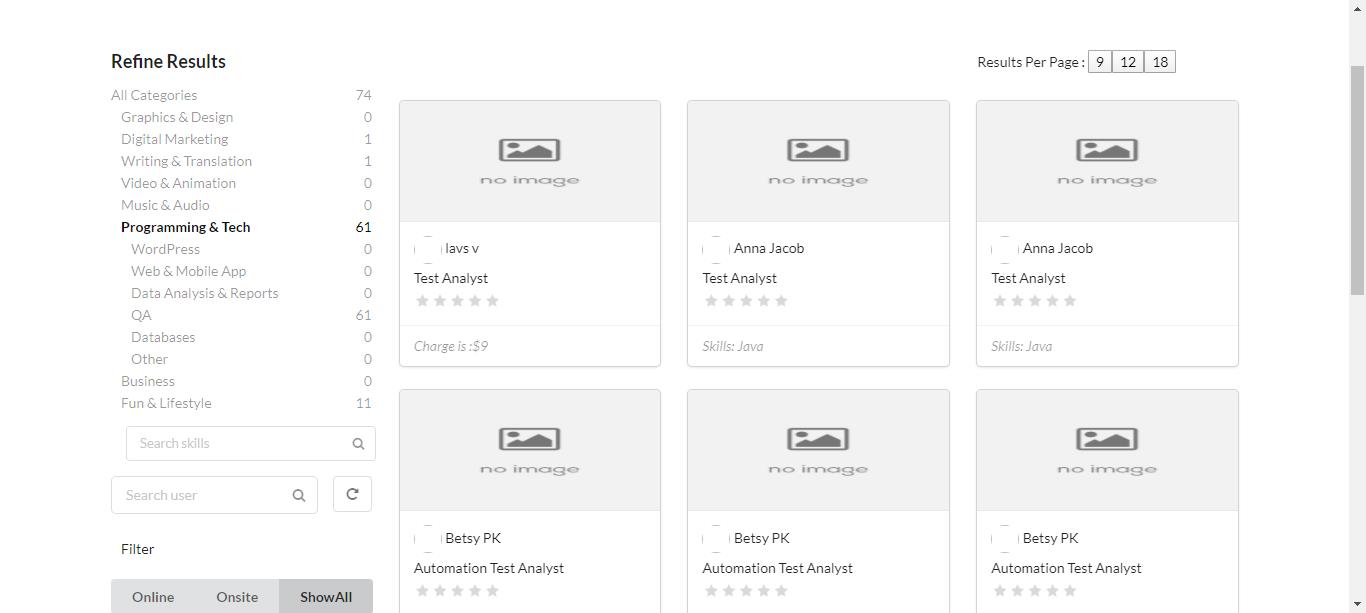 Refine Results
Results Per Page : 9 12 18
All Categories 74
Graphics & Design 0
Digital Marketing 1
Writing & Translation 1
Video & Animation 0
Music & Audio 0
Programming & Tech 61
WordPress 0
Web & Mobile App 0
Data Analysis & Reports 0
QA 61
Databases 0
Other 0
Business 0
Fun & Lifestyle 11
Search skills
Search user
Filter
Online Onsite ShowAll
no image
lavs v
Test Analyst
Charge is :$9
no image
Anna Jacob
Test Analyst
Skills: Java
no image
Anna Jacob
Test Analyst
Skills: Java
no image
Betsy PK
Automation Test Analyst
no image
Betsy PK
Automation Test Analyst
no image
Betsy PK
Automation Test Analyst